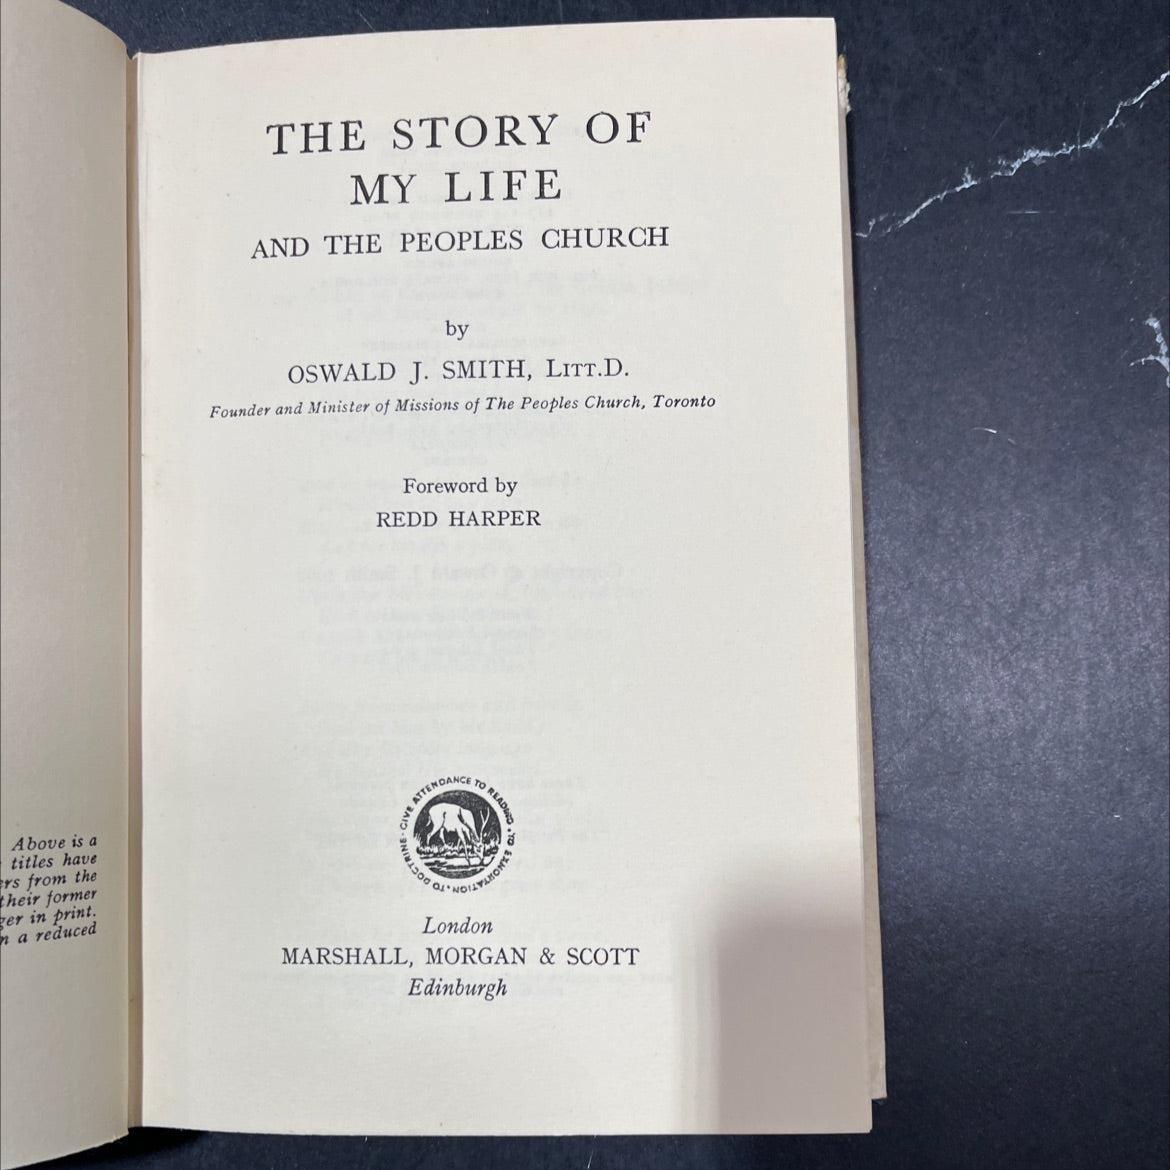 Above is a
titles have
ers from the
their former
ger in print.
n a reduced
THE STORY OF
MY LIFE
AND THE PEOPLES CHURCH
by
OSWALD J. SMITH, LITT.D.
Founder and Minister of Missions of The Peoples Church, Toronto
Foreword by
REDD HARPER
GIVE ATTENDANCE TO READING · TO EXHORTATION · TO DOCTRINE ·
London
MARSHALL, MORGAN & SCOTT
Edinburgh